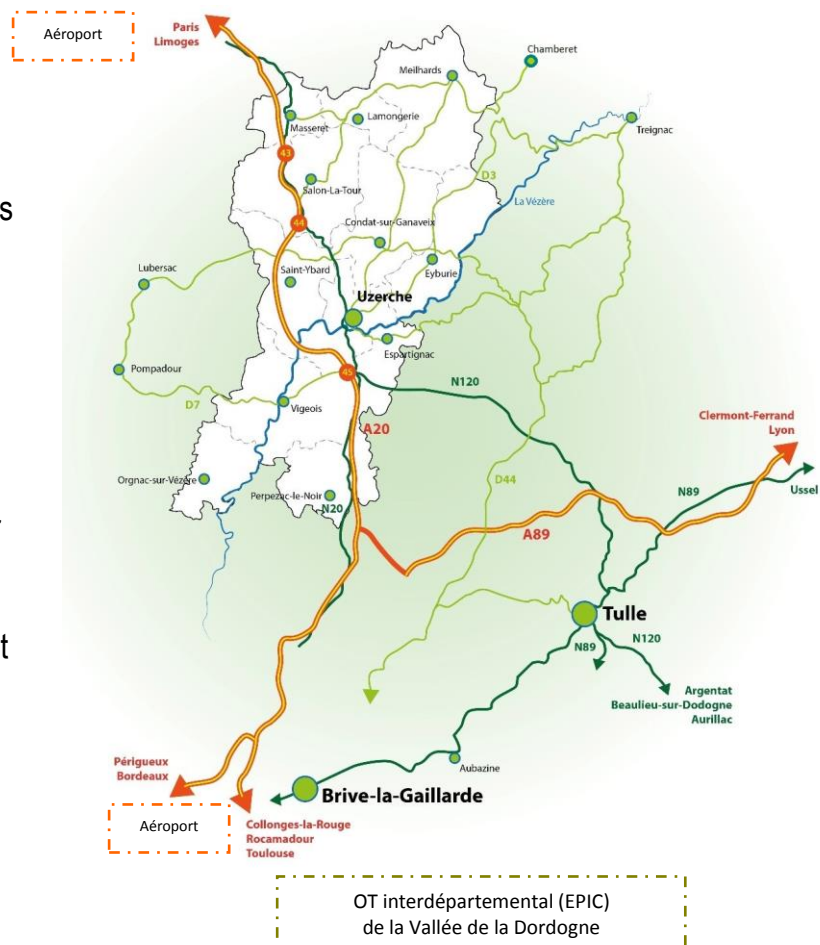 Aéroport
Paris
Limoges
Chamberet
Meilhards
Masseret
Lamongerie
Treignac
43
D3
Salon-La-Tour
s
La Vézère
44
Condat-sur-Ganaveix
Lubersac
Saint-Ybard
Eyburie
Uzerche
Espartignac
Pompadour
45
N120
D7
Vigeois
Clermont-Ferrand
Lyon
A20
Orgnac-sur-Vézère
D44
N89
Ussel
Perpezac-le-Noir
N20
A89
Tulle
t
N89
N120
Argentat
Beaulieu-sur-Dodogne
Aurillac
Périgueux
Bordeaux
Aubazine
Brive-la-Gaillarde
Aéroport
Collonges-la-Rouge
Rocamadour
Toulouse
OT interdépartemental (EPIC)
de la Vallée de la Dordogne